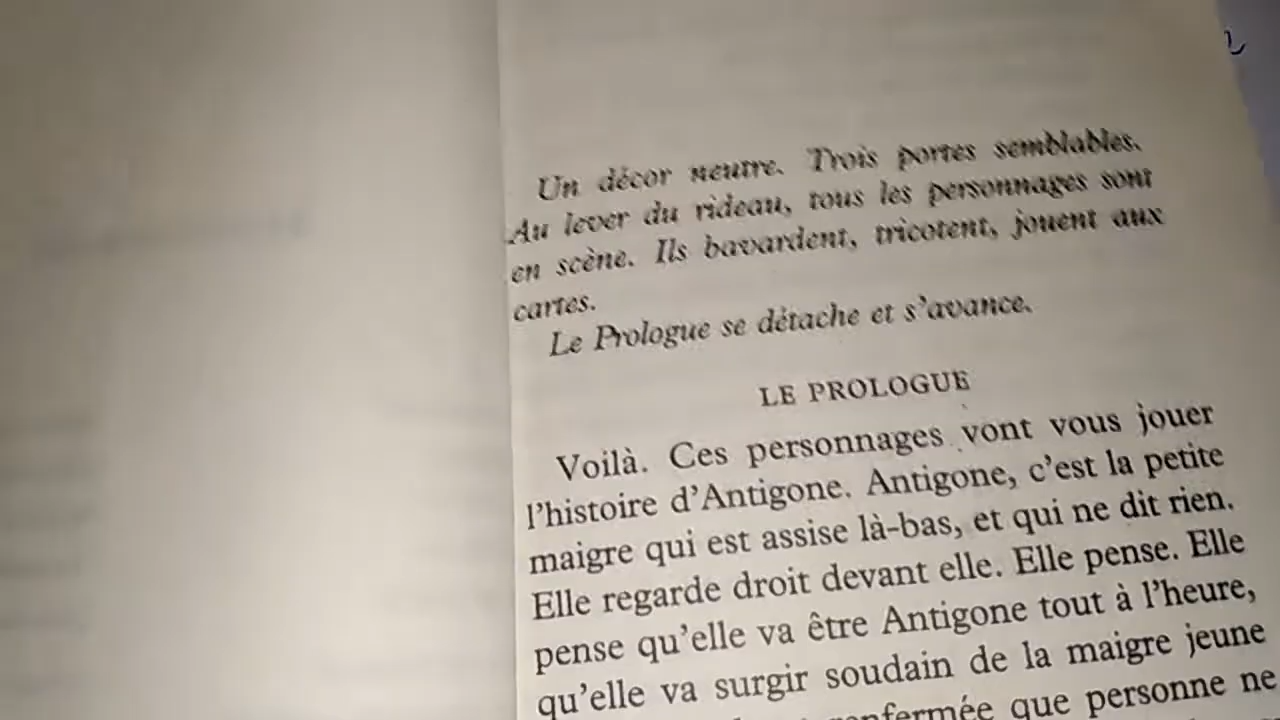 Un décor neutre. Trois portes semblables.
Au lever du rideau, tous les personnages sont
en scène. Ils bavardent, tricotent, jouent aux
cartes.
Le Prologue se détache et s'avance.
LE PROLOGUE
Voilà. Ces personnages vont vous jouer
l'histoire d'Antigone. Antigone, c'est la petite
maigre qui est assise là-bas, et qui ne dit rien.
Elle regarde droit devant elle. Elle pense. Elle
pense qu'elle va être Antigone tout à l'heure,
qu'elle va surgir soudain de la maigre jeune
que personne ne